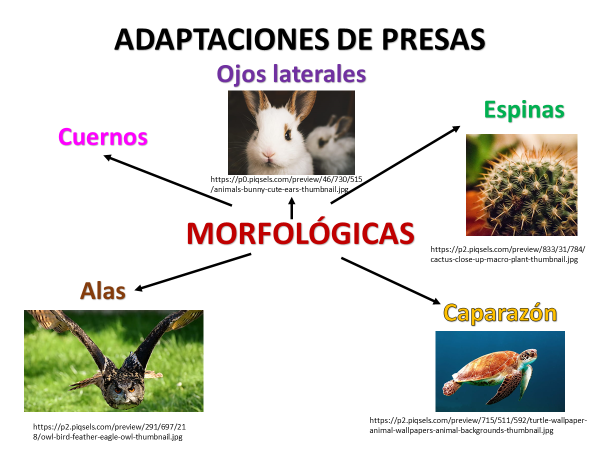 ADAPTACIONES DE PRESAS
Ojos laterales
Cuernos
Espinas
https://p0.piqsels.com/preview/46/730/515
/animals-bunny-cute-ears-thumbnail.jpg
MORFOLÓGICAS
https://p2.piqsels.com/preview/833/31/784/
cactus-close-up-macro-plant-thumbnail.jpg
Alas
Caparazón
https://p2.piqsels.com/preview/291/697/21
8/owl-bird-feather-eagle-owl-thumbnail.jpg
https://p2.piqsels.com/preview/715/511/592/turtle-wallpaper-
animal-wallpapers-animal-backgrounds-thumbnail.jpg